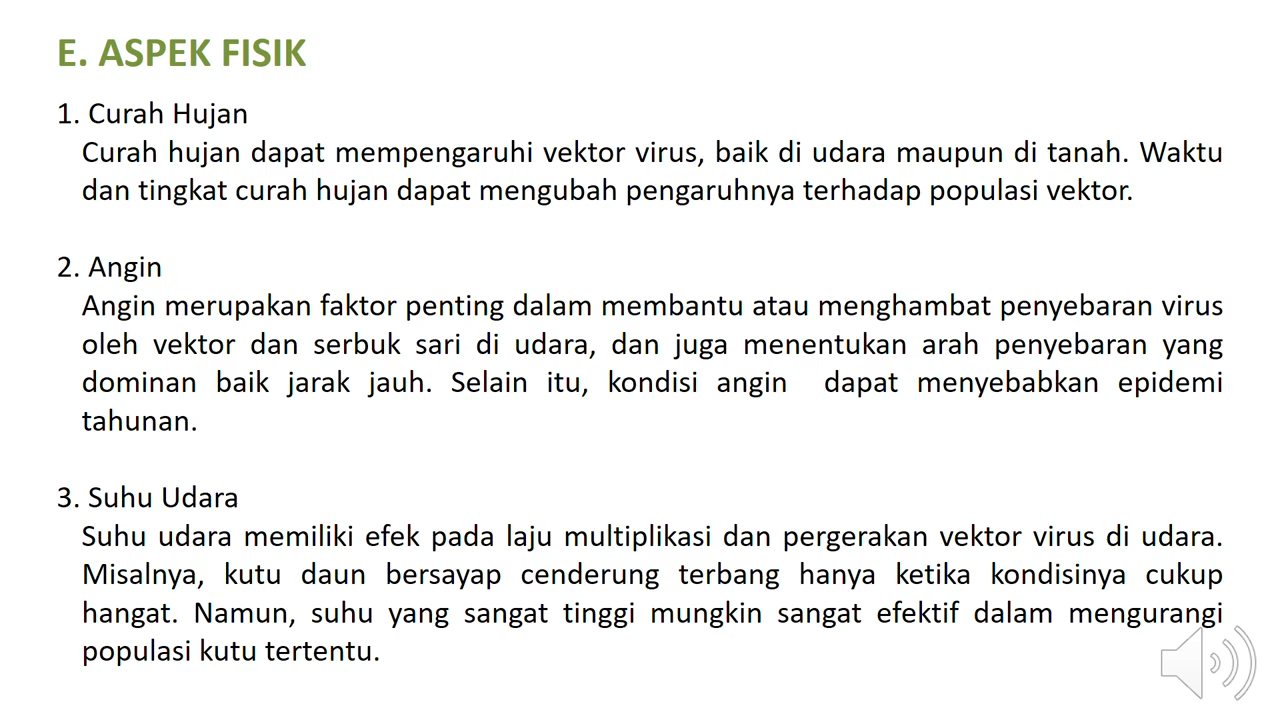 E. ASPEK FISIK
1. Curah Hujan
Curah hujan dapat mempengaruhi vektor virus, baik di udara maupun di tanah. Waktu
dan tingkat curah hujan dapat mengubah pengaruhnya terhadap populasi vektor.
2. Angin
Angin merupakan faktor penting dalam membantu atau menghambat penyebaran virus
oleh vektor dan serbuk sari di udara, dan juga menentukan arah penyebaran yang
dominan baik jarak jauh. Selain itu, kondisi angin dapat menyebabkan epidemi
tahunan.
3. Suhu Udara
Suhu udara memiliki efek pada laju multiplikasi dan pergerakan vektor virus di udara.
Misalnya, kutu daun bersayap cenderung terbang hanya ketika kondisinya cukup
hangat. Namun, suhu yang sangat tinggi mungkin sangat efektif dalam mengurangi
populasi kutu tertentu.